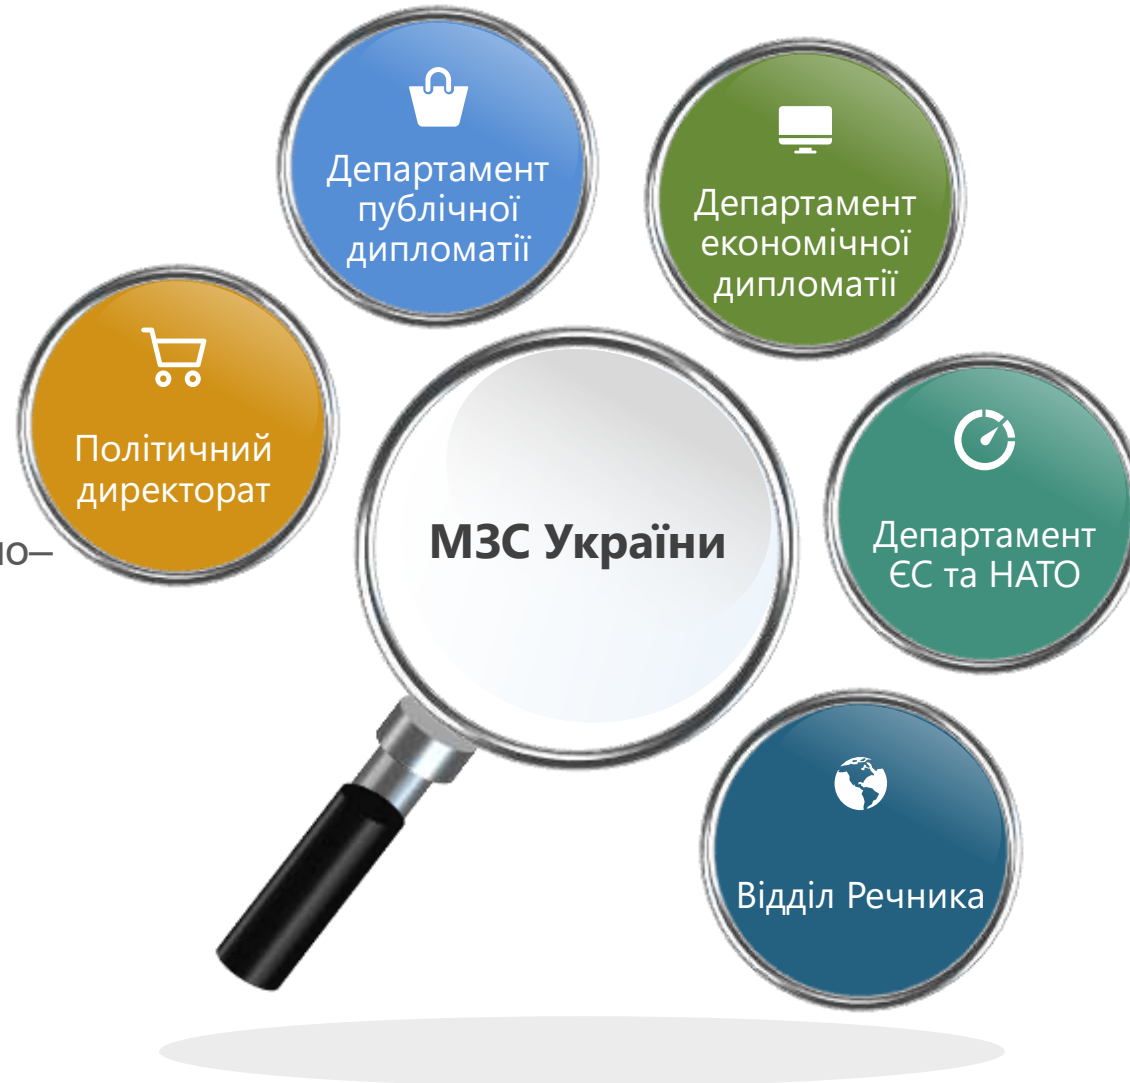 Департамент
публічної
дипломатії
Департамент
економічної
дипломатії
Політичний
директорат
МЗС України
Департамент
ЄС та НАТО
Відділ Речника